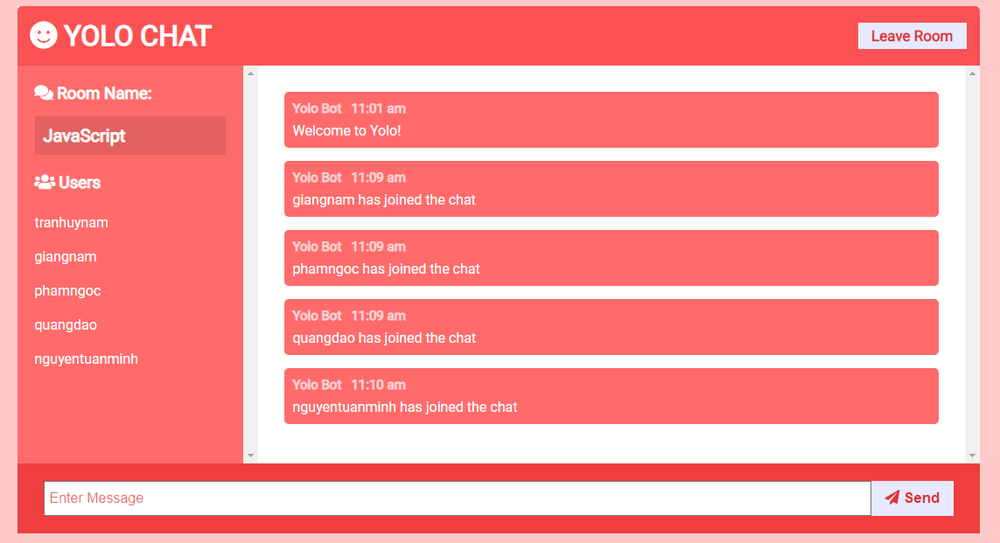 YOLO CHAT
Leave Room
Room Name:
JavaScript
Users
tranhuynam
giangnam
phamngoc
quangdao
nguyentuanminh
Yolo Bot 11:01 am
Welcome to Yolo!
Yolo Bot 11:09 am
giangnam has joined the chat
Yolo Bot 11:09 am
phamngoc has joined the chat
Yolo Bot 11:09 am
quangdao has joined the chat
Yolo Bot 11:10 am
nguyentuanminh has joined the chat
Enter Message
Send